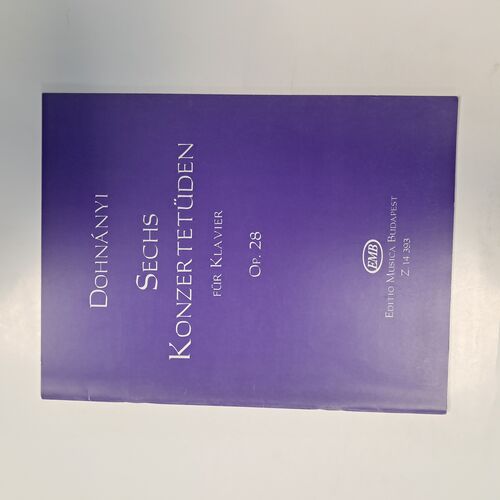 DOHNÁNYI
SECHS
KONZERTETÜDEN
FÜR KLAVIER
OP. 28
EMB
EDITIO MUSICA BUDAPEST
Z. 14 393